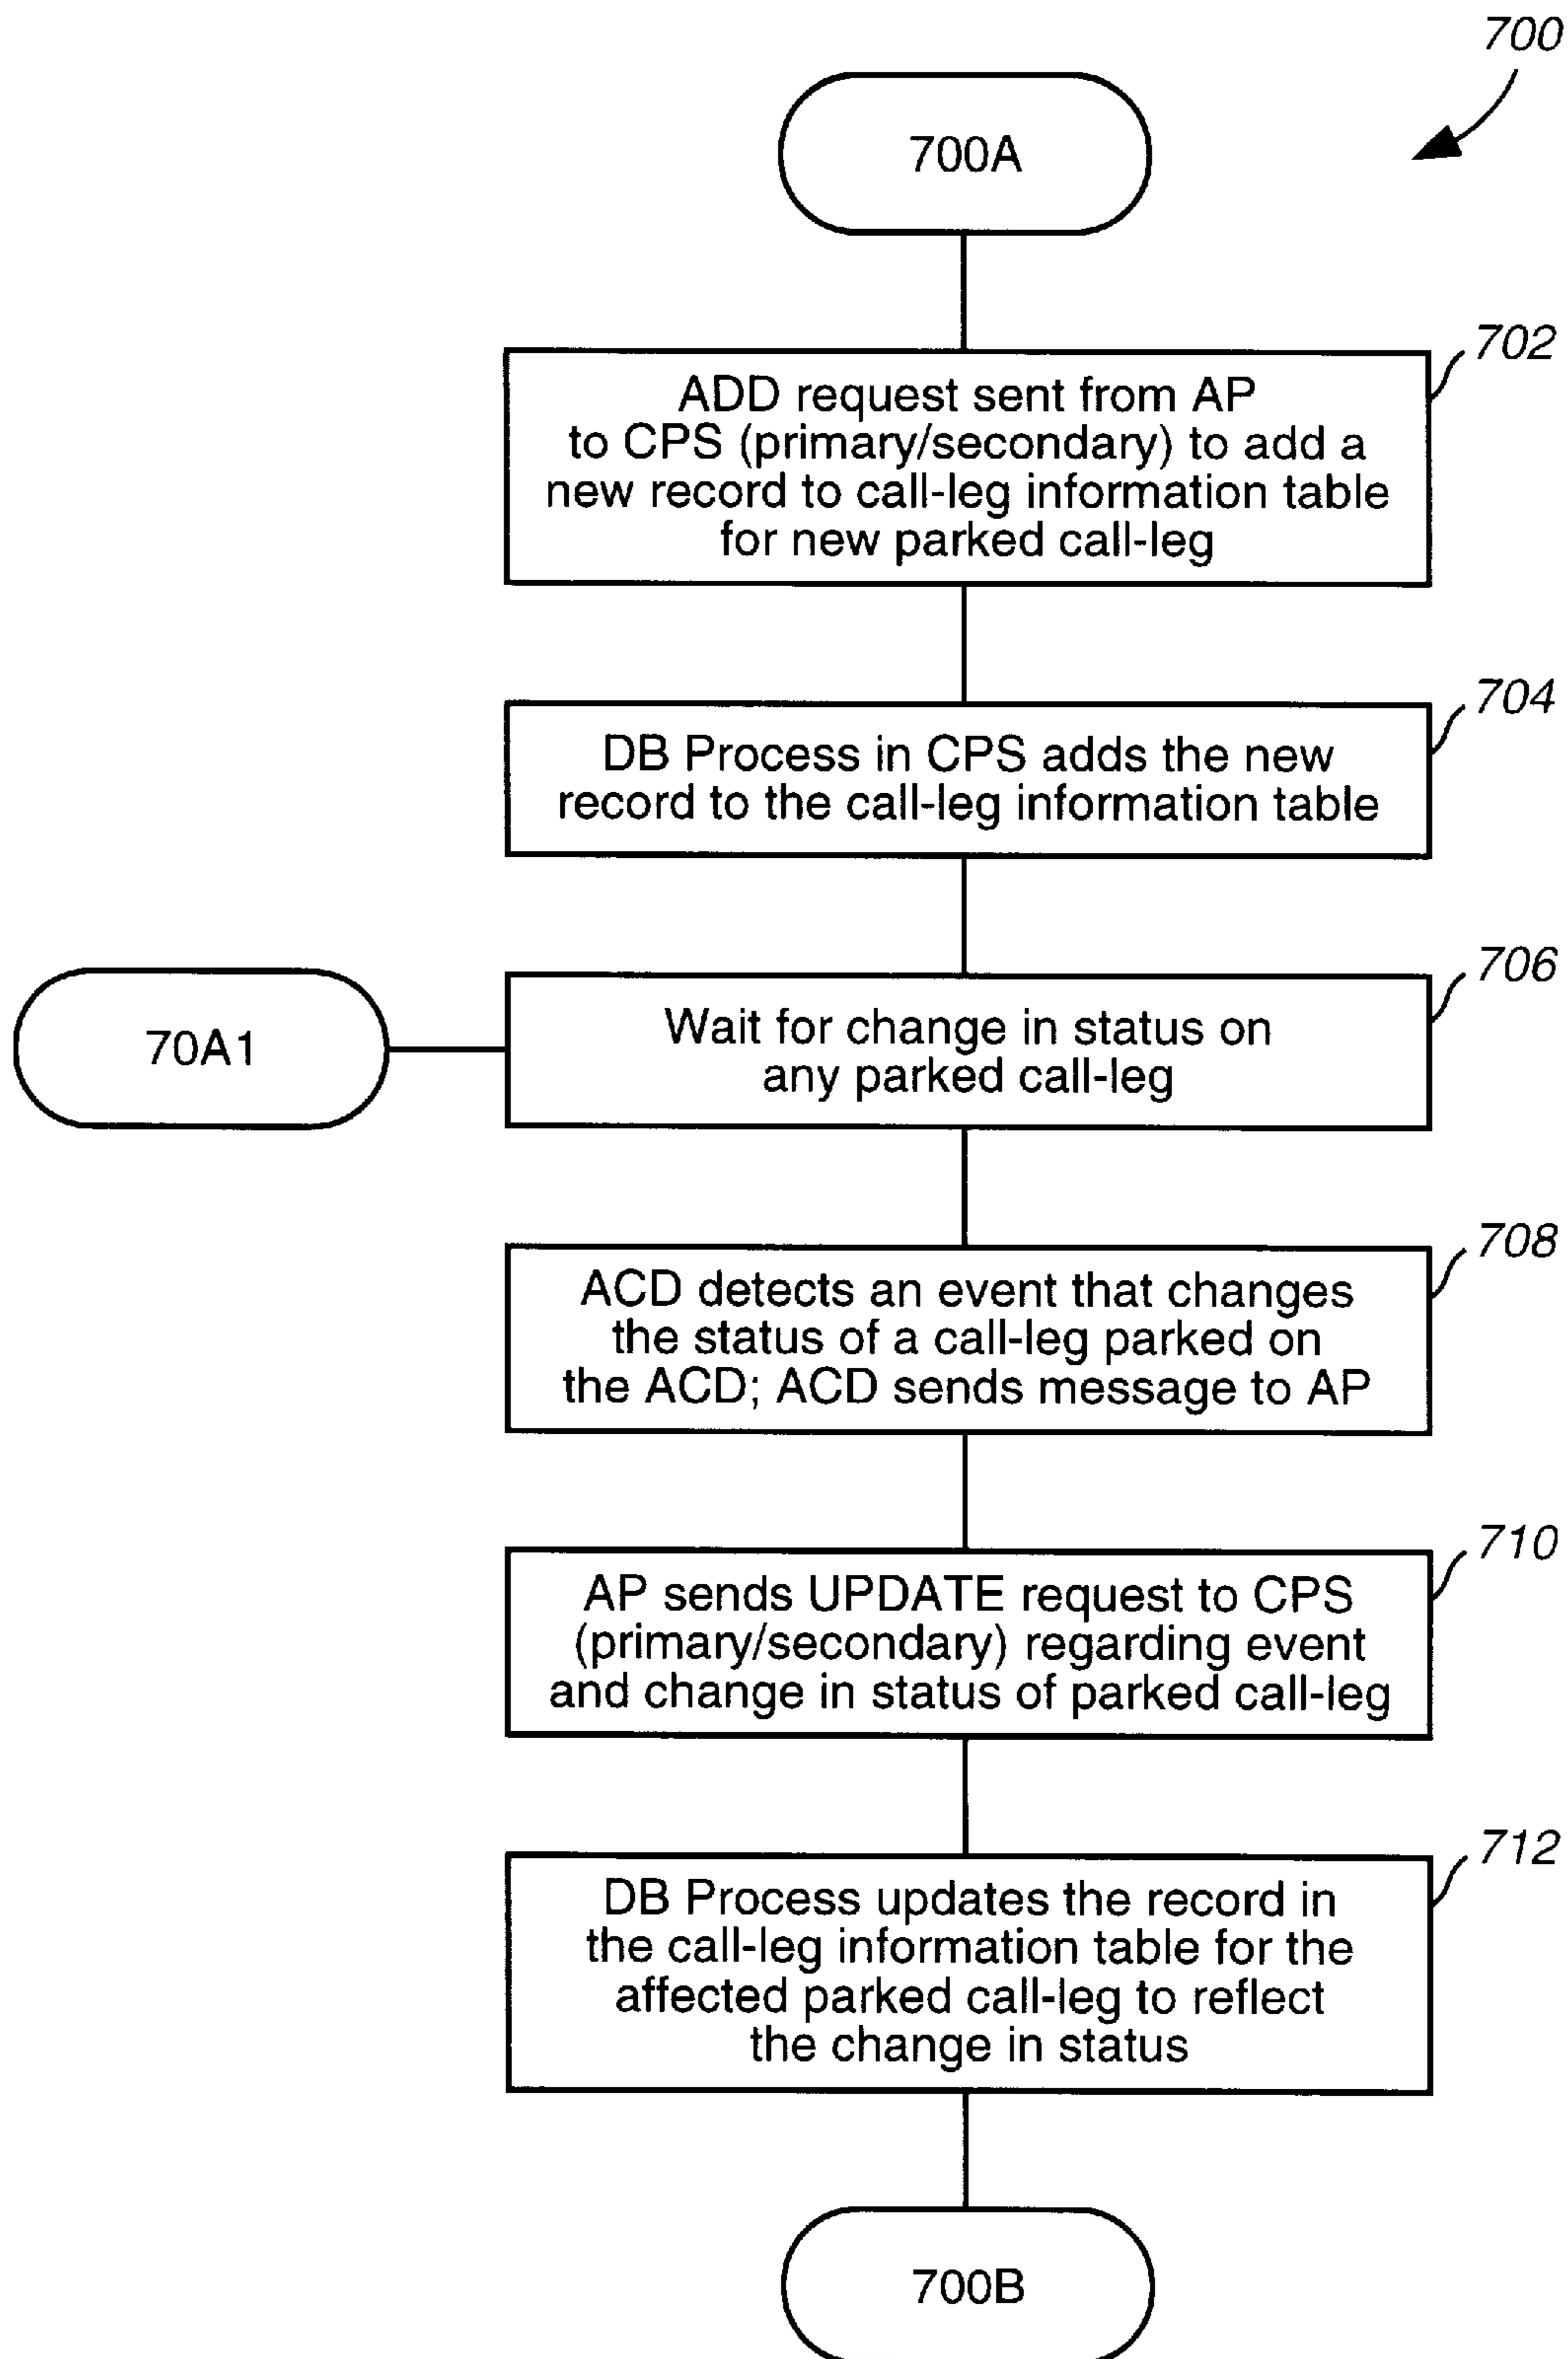 700
700A
702
ADD request sent from AP
to CPS (primary/secondary) to add a
new record to call-leg information table
for new parked call-leg
704
DB Process in CPS adds the new
record to the call-leg information table
706
70A1
Wait for change in status on
any parked call-leg
708
ACD detects an event that changes
the status of a call-leg parked on
the ACD; ACD sends message to AP
710
AP sends UPDATE request to CPS
(primary/secondary) regarding event
and change in status of parked call-leg
712
DB Process updates the record in
the call-leg information table for the
affected parked call-leg to reflect
the change in status
700B